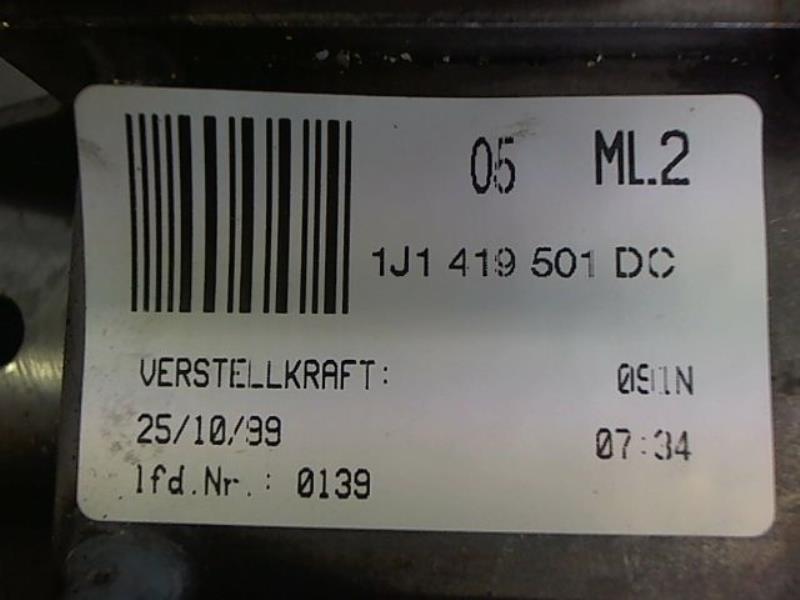 05 ML.2
1J1 419 501 DC
VERSTELLKRAFT: 091N
25/10/99 07:34
lfd.Nr.: 0139